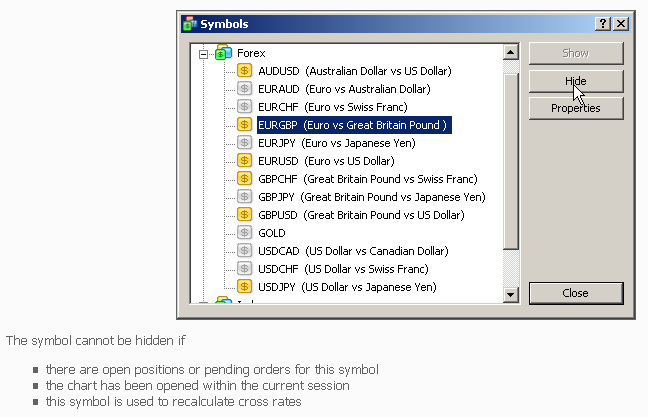 Symbols
Forex
AUDUSD (Australian Dollar vs US Dollar)
EURAUD (Euro vs Australian Dollar)
EURCHF (Euro vs Swiss Franc)
EURGBP (Euro vs Great Britain Pound )
EURJPY (Euro vs Japanese Yen)
EURUSD (Euro vs US Dollar)
GBPCHF (Great Britain Pound vs Swiss Franc)
GBPJPY (Great Britain Pound vs Japanese Yen)
GBPUSD (Great Britain Pound vs US Dollar)
GOLD
USDCAD (US Dollar vs Canadian Dollar)
USDCHF (US Dollar vs Swiss Franc)
USDJPY (US Dollar vs Japanese Yen)
Show
Hide
Properties
Close
The symbol cannot be hidden if
there are open positions or pending orders for this symbol
the chart has been opened within the current session
this symbol is used to recalculate cross rates